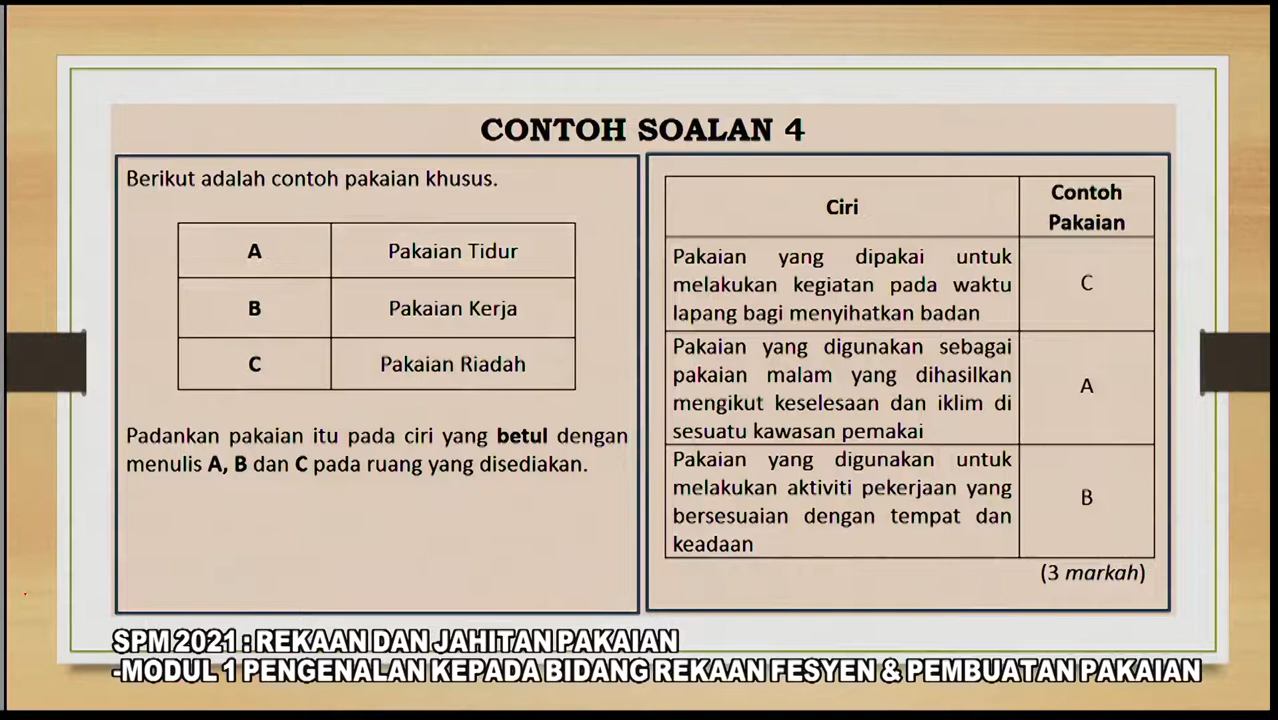 CONTOH SOALAN 4
Berikut adalah contoh pakaian khusus.
A Pakaian Tidur
B Pakaian Kerja
C Pakaian Riadah
Padankan pakaian itu pada ciri yang betul dengan
menulis A, B dan C pada ruang yang disediakan.
Ciri Contoh
Pakaian
Pakaian yang dipakai untuk
melakukan kegiatan pada waktu C
lapang bagi menyihatkan badan
Pakaian yang digunakan sebagai
pakaian malam yang dihasilkan A
mengikut keselesaan dan iklim di
sesuatu kawasan pemakai
Pakaian yang digunakan untuk
melakukan aktiviti pekerjaan yang B
bersesuaian dengan tempat dan
keadaan
(3 markah)
SPM 2021 : REKAAN DAN JAHITAN PAKAIAN
-MODUL 1 PENGENALAN KEPADA BIDANG REKAAN FESYEN & PEMBUATAN PAKAIAN